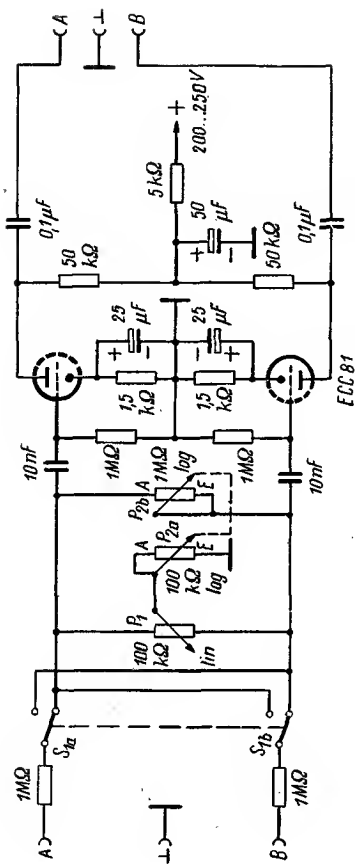 A
1MΩ
S1a
10nF
0,1µF
A
P1
100
kΩ
lin
A
P2a
100
kΩ
log
E
P2b
A
1MΩ
log
E
1MΩ
1MΩ
1,5
kΩ
1,5
kΩ
+
25
µF
-
+
25
µF
-
50
kΩ
50
kΩ
5kΩ
+
200...250V
+
50
µF
-
⊥
⊥
B
1MΩ
S1b
10nF
ECC 81
0,1µF
B